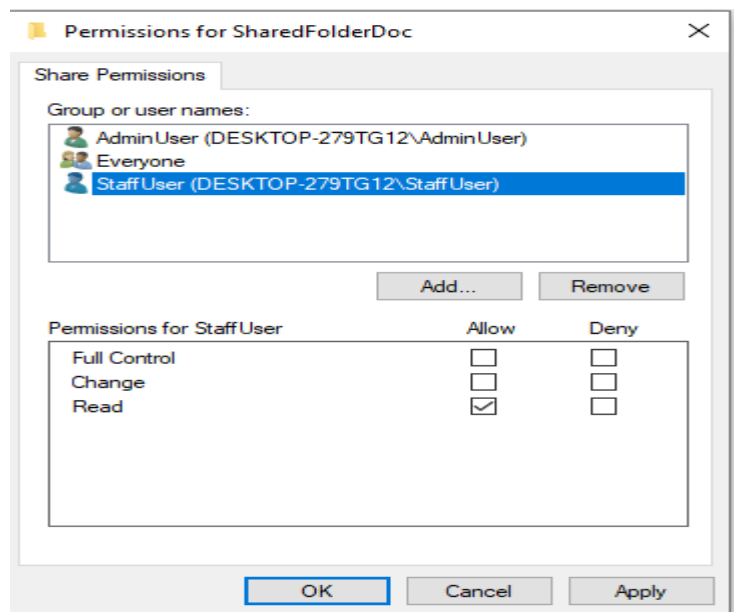 Permissions for SharedFolderDoc
Share Permissions
Group or user names:
AdminUser (DESKTOP-279TG12\AdminUser)
Everyone
StaffUser (DESKTOP-279TG12\StaffUser)
Add... Remove
Permissions for StaffUser Allow Deny
Full Control
Change
Read
OK Cancel Apply